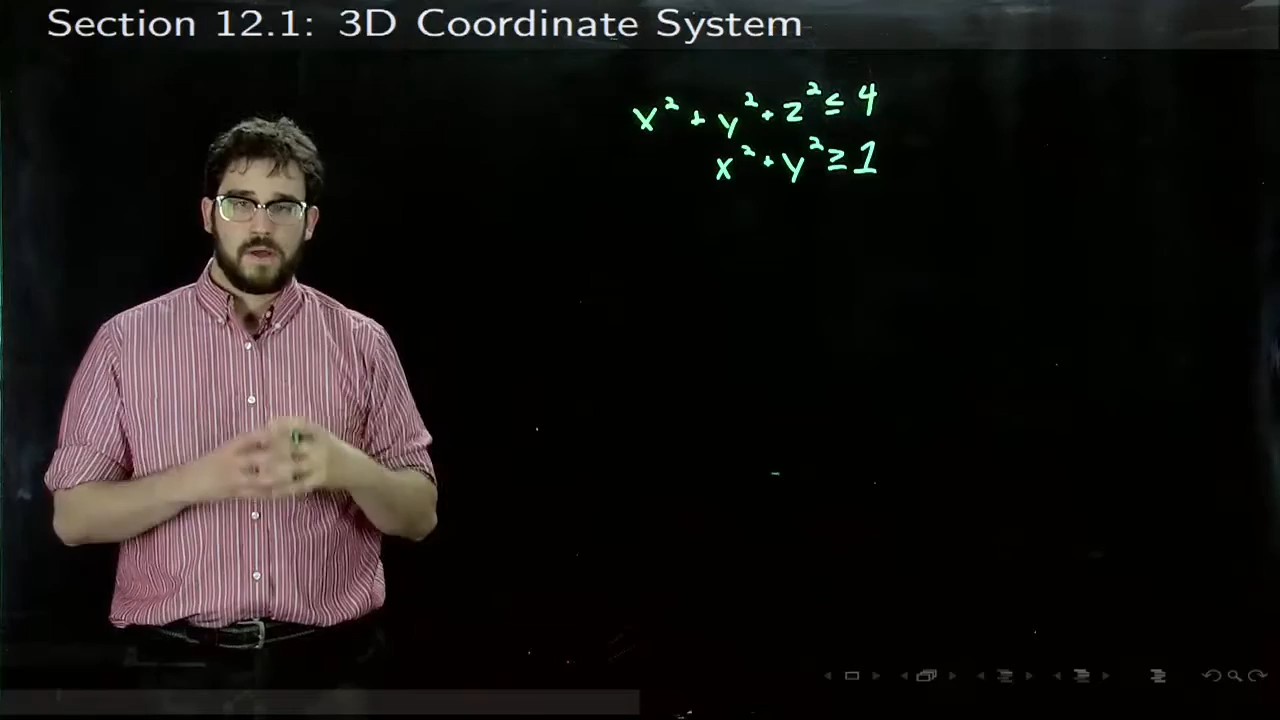 Section 12.1: 3D Coordinate System
x² + y² + z² ≤ 4
x² + y² ≥ 1